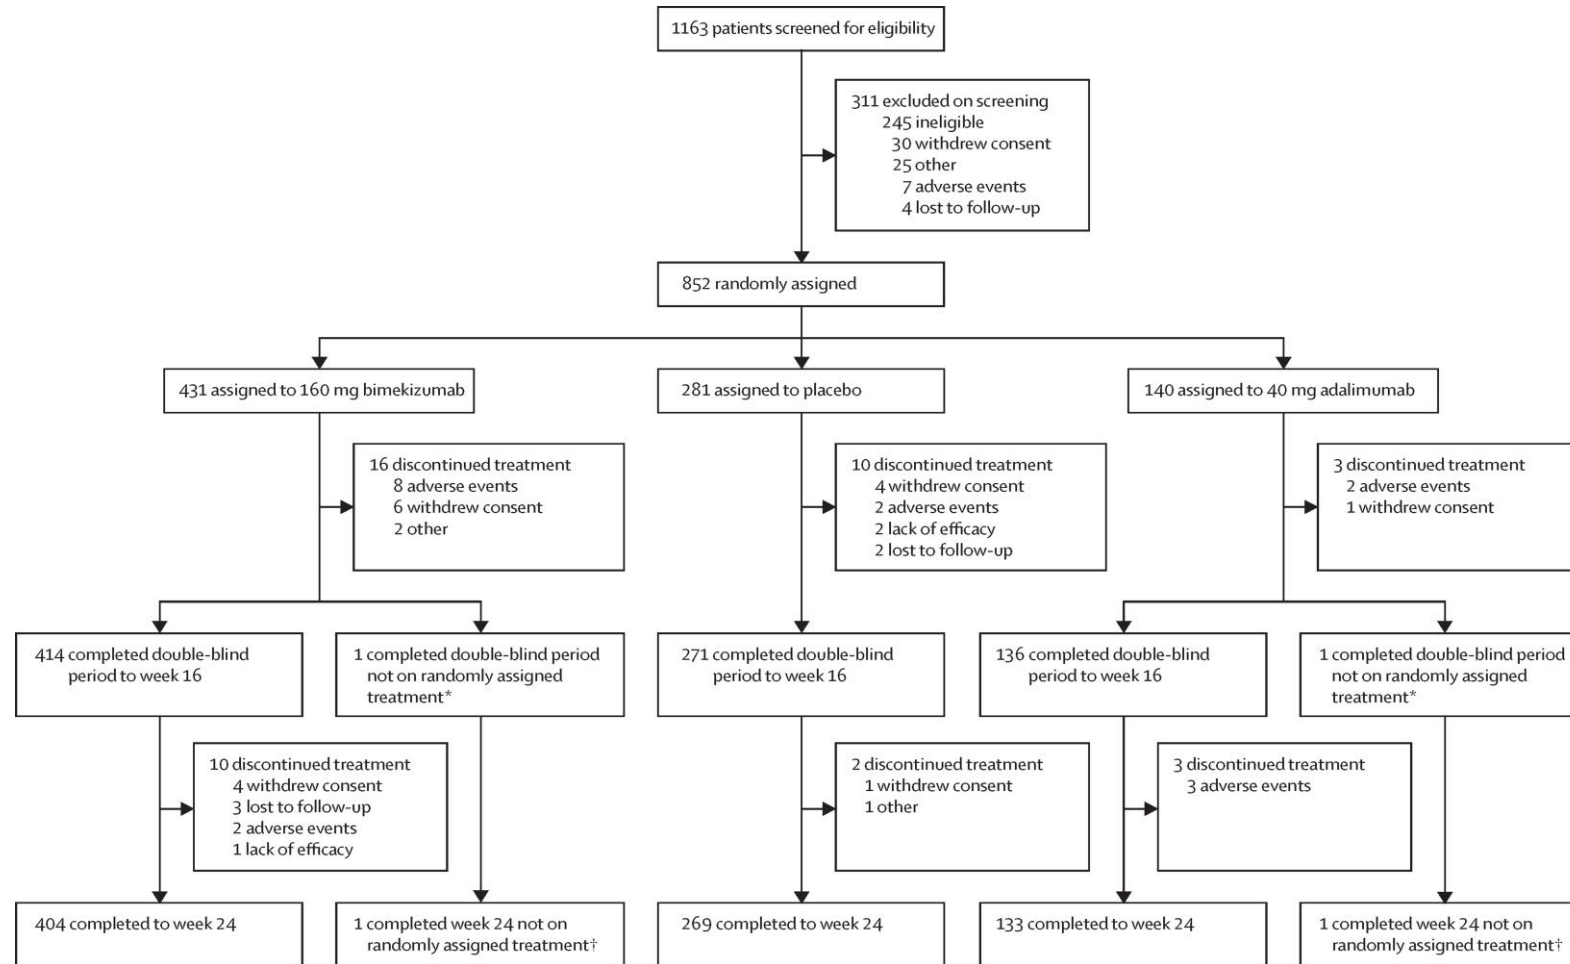 1163 patients screened for eligibility
311 excluded on screening
245 ineligible
30 withdrew consent
25 other
7 adverse events
4 lost to follow-up
852 randomly assigned
431 assigned to 160 mg bimekizumab
281 assigned to placebo
140 assigned to 40 mg adalimumab
16 discontinued treatment
8 adverse events
6 withdrew consent
2 other
10 discontinued treatment
4 withdrew consent
2 adverse events
2 lack of efficacy
2 lost to follow-up
3 discontinued treatment
2 adverse events
1 withdrew consent
414 completed double-blind
period to week 16
1 completed double-blind period
not on randomly assigned
treatment*
271 completed double-blind
period to week 16
136 completed double-blind
period to week 16
1 completed double-blind period
not on randomly assigned
treatment*
10 discontinued treatment
4 withdrew consent
3 lost to follow-up
2 adverse events
1 lack of efficacy
2 discontinued treatment
1 withdrew consent
1 other
3 discontinued treatment
3 adverse events
404 completed to week 24
1 completed week 24 not on
randomly assigned treatment†
269 completed to week 24
133 completed to week 24
1 completed week 24 not on
randomly assigned treatment†